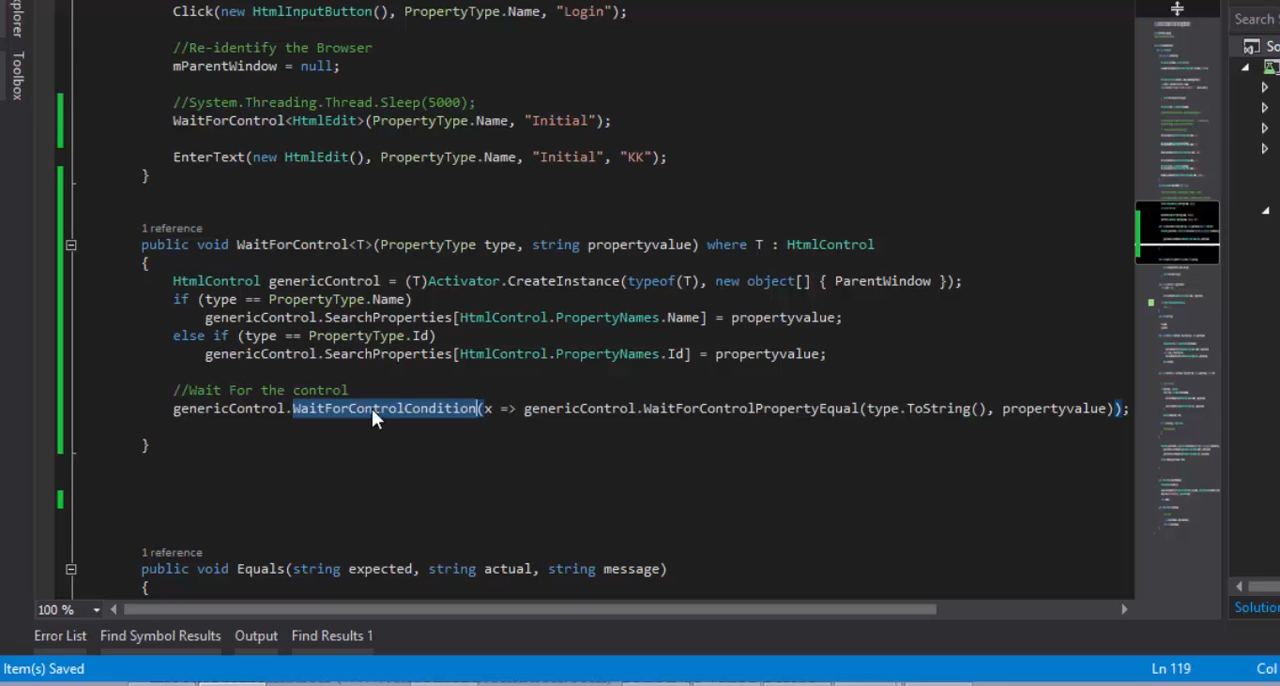 Click(new HtmlInputButton(), PropertyType.Name, "Login");
Search
//Re-identify the Browser
mParentWindow = null;
Toolbox
//System.Threading.Thread.Sleep(5000);
WaitForControl<HtmlEdit>(PropertyType.Name, "Initial");
EnterText(new HtmlEdit(), PropertyType.Name, "Initial", "KK");
}
1 reference
public void WaitForControl<T>(PropertyType type, string propertyvalue) where T : HtmlControl
{
HtmlControl genericControl = (T)Activator.CreateInstance(typeof(T), new object[] { ParentWindow });
if (type == PropertyType.Name)
genericControl.SearchProperties[HtmlControl.PropertyNames.Name] = propertyvalue;
else if (type == PropertyType.Id)
genericControl.SearchProperties[HtmlControl.PropertyNames.Id] = propertyvalue;
//Wait For the control
genericControl.WaitForControlCondition(x => genericControl.WaitForControlPropertyEqual(type.ToString(), propertyvalue));
}
1 reference
public void Equals(string expected, string actual, string message)
{
100 %
Solution
Error List Find Symbol Results Output Find Results 1
Item(s) Saved Ln 119 Col